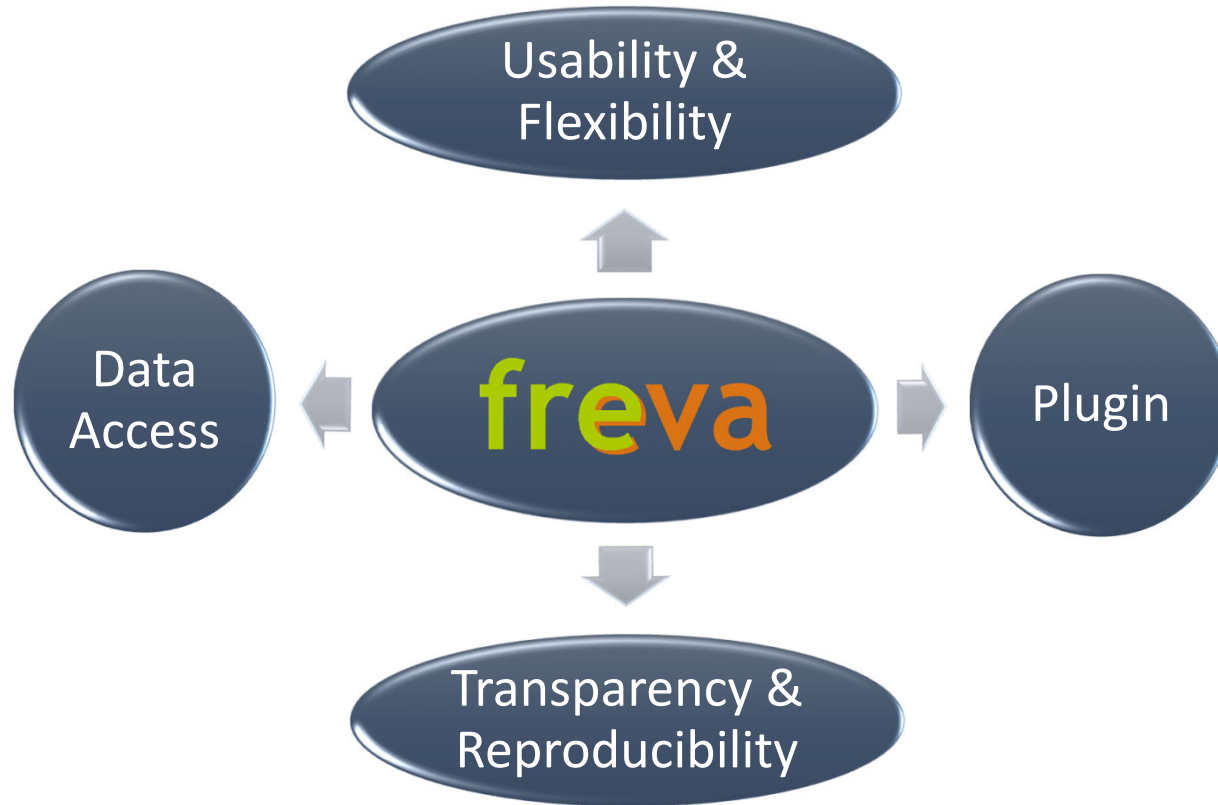 Usability &
Flexibility
Data
Access
freva
Plugin
Transparency &
Reproducibility